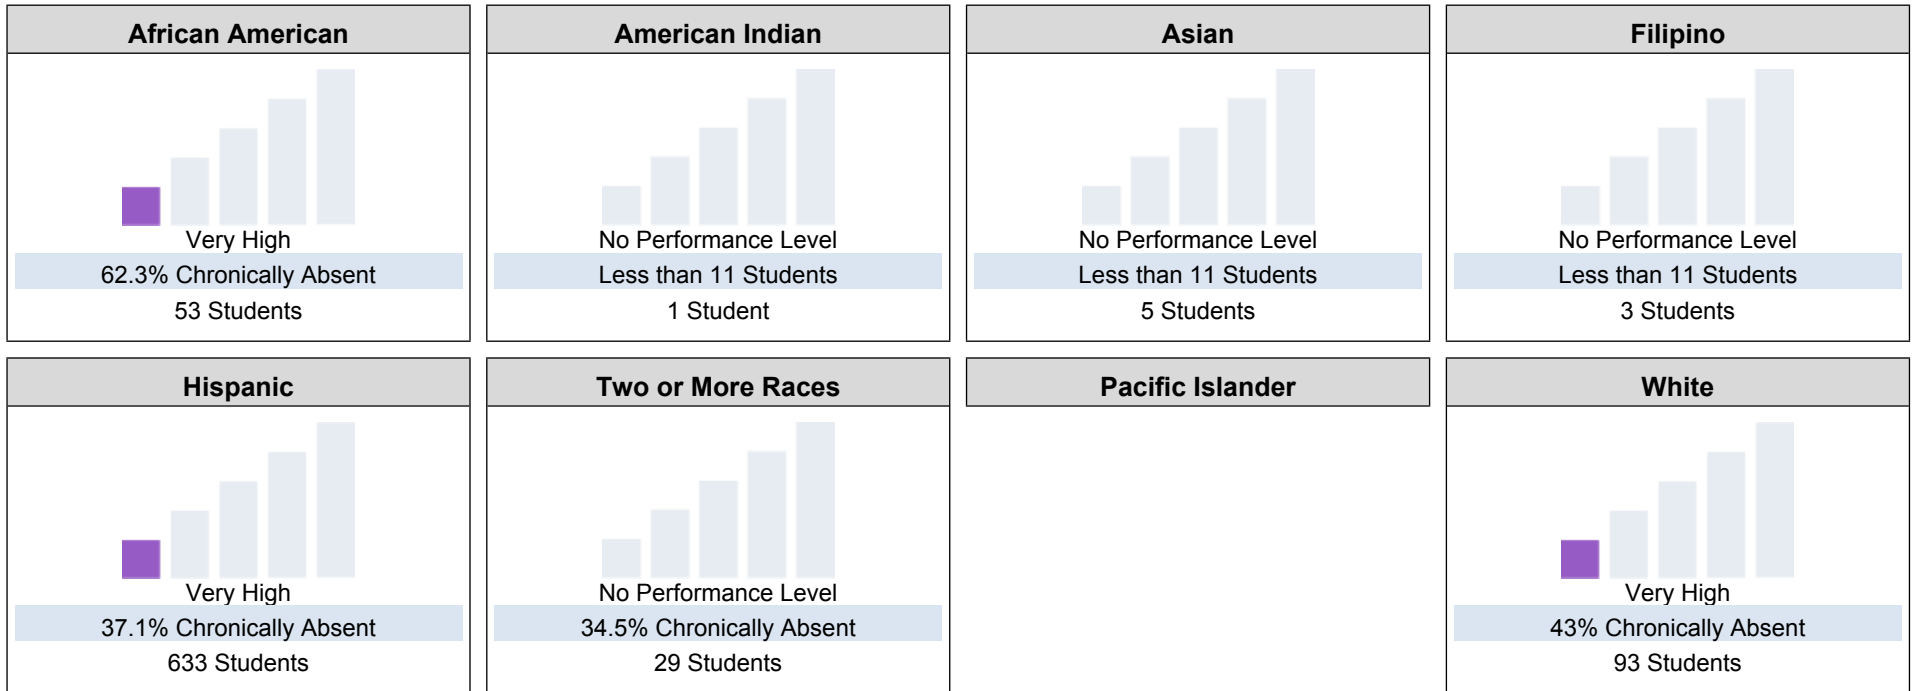 African American
Very High
62.3% Chronically Absent
53 Students
American Indian
No Performance Level
Less than 11 Students
1 Student
Asian
No Performance Level
Less than 11 Students
5 Students
Filipino
No Performance Level
Less than 11 Students
3 Students
Hispanic
Very High
37.1% Chronically Absent
633 Students
Two or More Races
No Performance Level
34.5% Chronically Absent
29 Students
Pacific Islander
White
Very High
43% Chronically Absent
93 Students